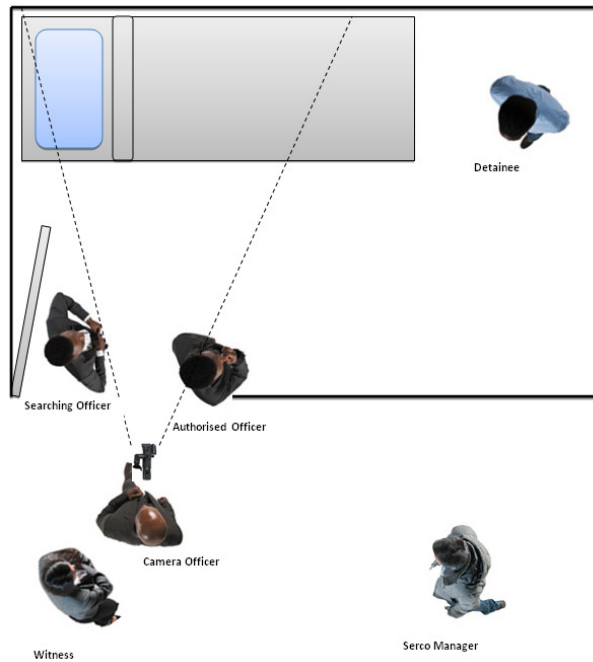 Detainee
Searching Officer
Authorised Officer
Camera Officer
Serco Manager
Witness